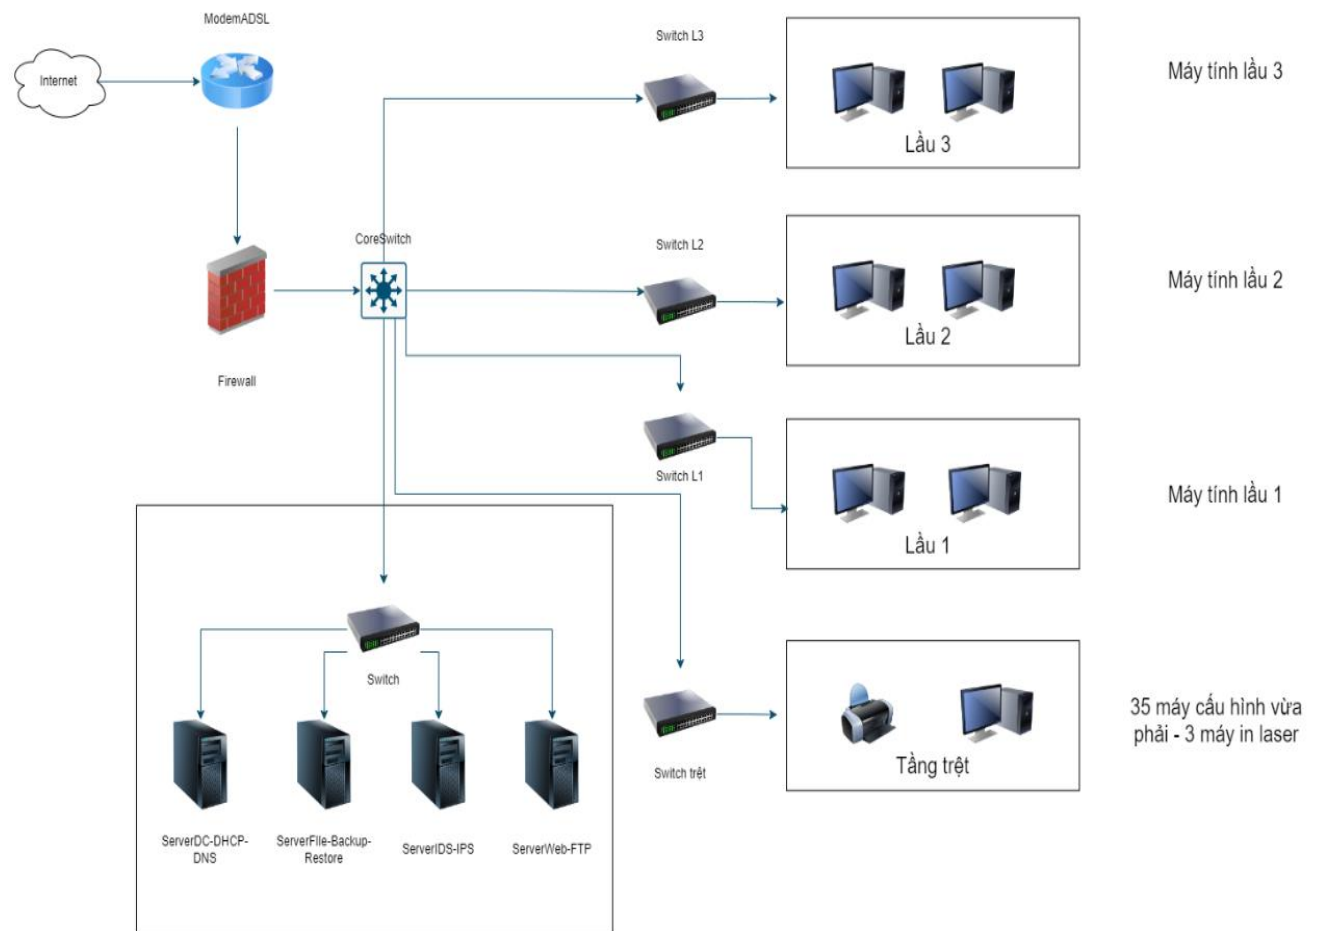 ModemADSL
Internet
Switch L3
Máy tính lầu 3
Lầu 3
CoreSwitch
Switch L2
Máy tính lầu 2
Lầu 2
Firewall
Switch L1
Máy tính lầu 1
Lầu 1
Switch
35 máy cấu hình vừa
phải - 3 máy in laser
Switch trệt
Tầng trệt
ServerDC-DHCP-
DNS
ServerFIle-Backup-
Restore
ServerIDS-IPS
ServerWeb-FTP